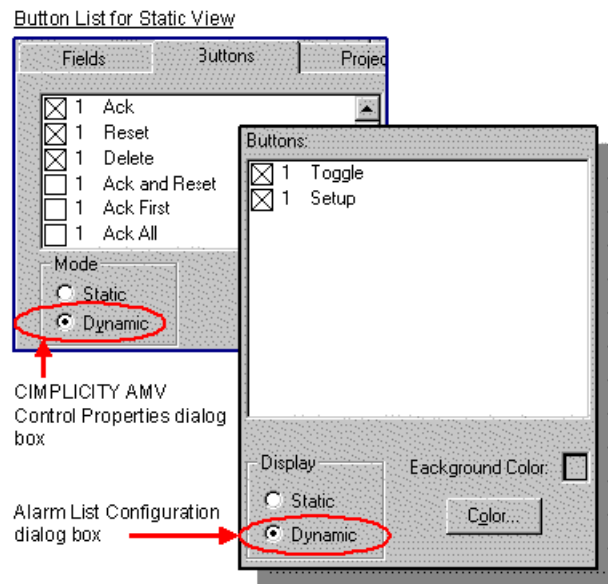 Button List for Static View
Fields
Buttons
Projec
1 Ack
1 Reset
1 Delete
1 Ack and Reset
1 Ack First
1 Ack All
Mode
Static
Dynamic
CIMPLICITY AMV
Control Properties dialog
box
Buttons:
1 Toggle
1 Setup
Display
Static
Dynamic
Eackground Color:
Color...
Alarm List Configuration
dialog box